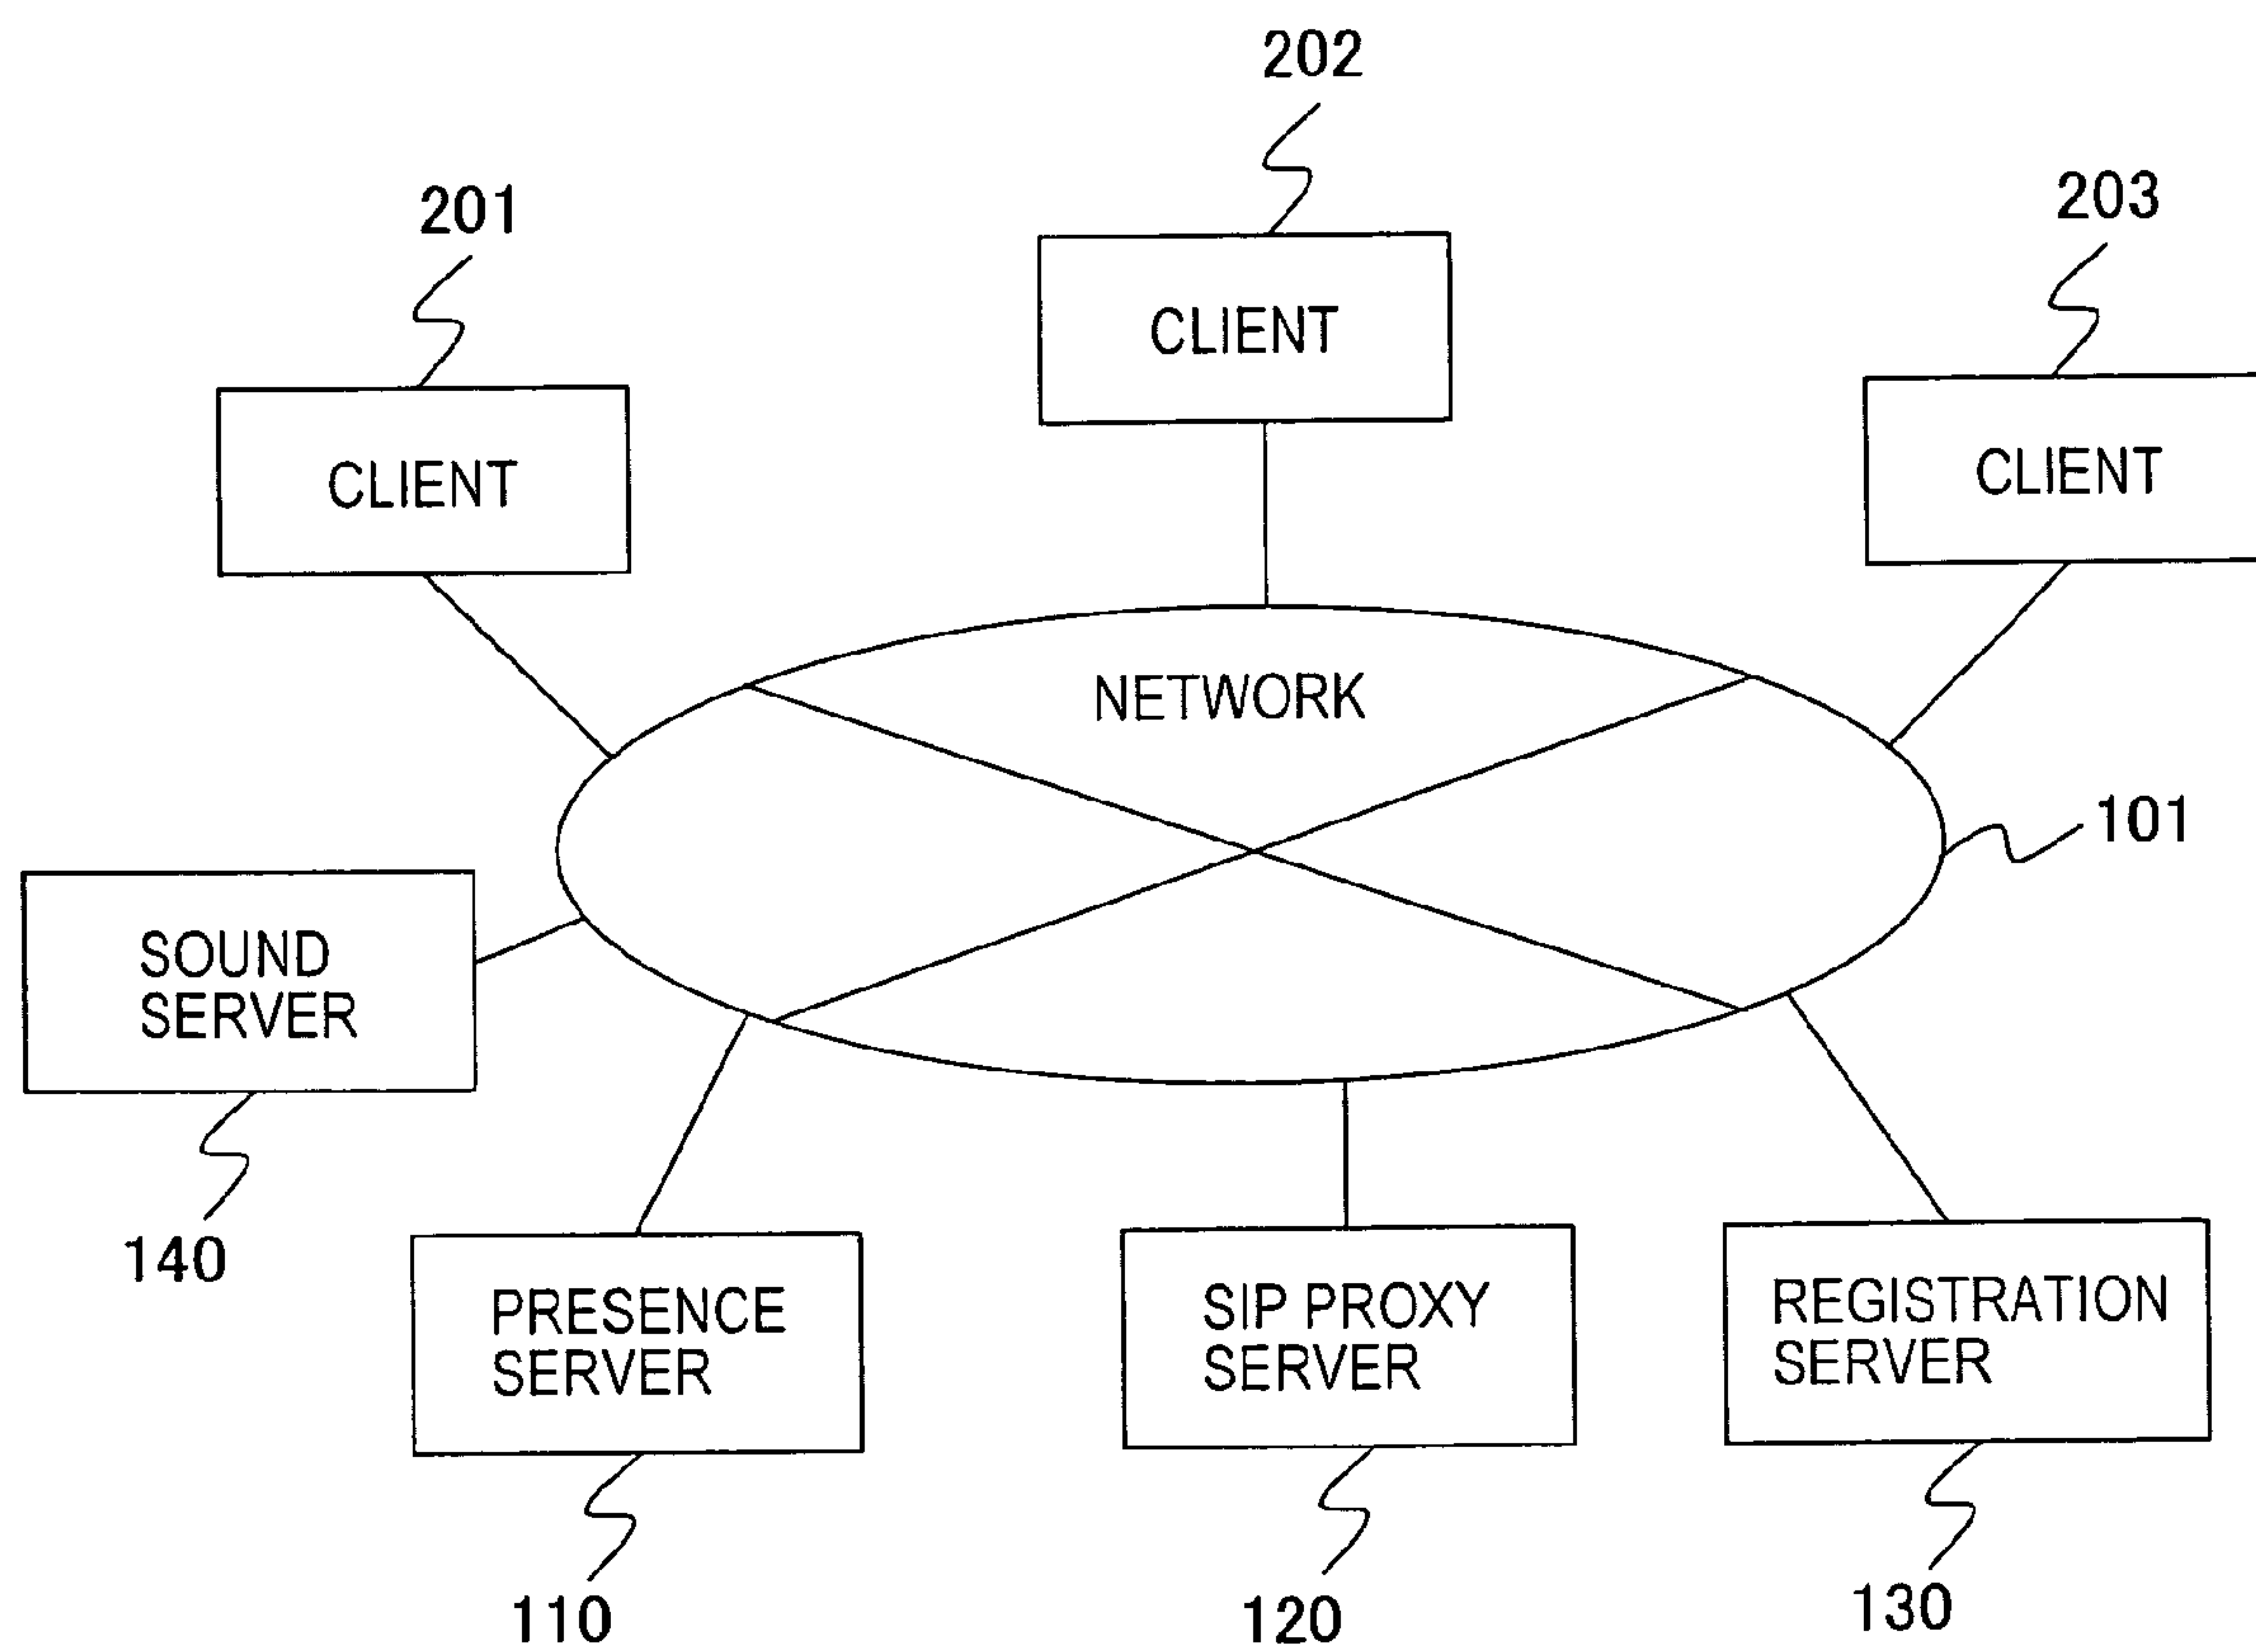 202
201
203
CLIENT
CLIENT
CLIENT
NETWORK
101
SOUND
SERVER
140
PRESENCE
SERVER
SIP PROXY
SERVER
REGISTRATION
SERVER
110
120
130